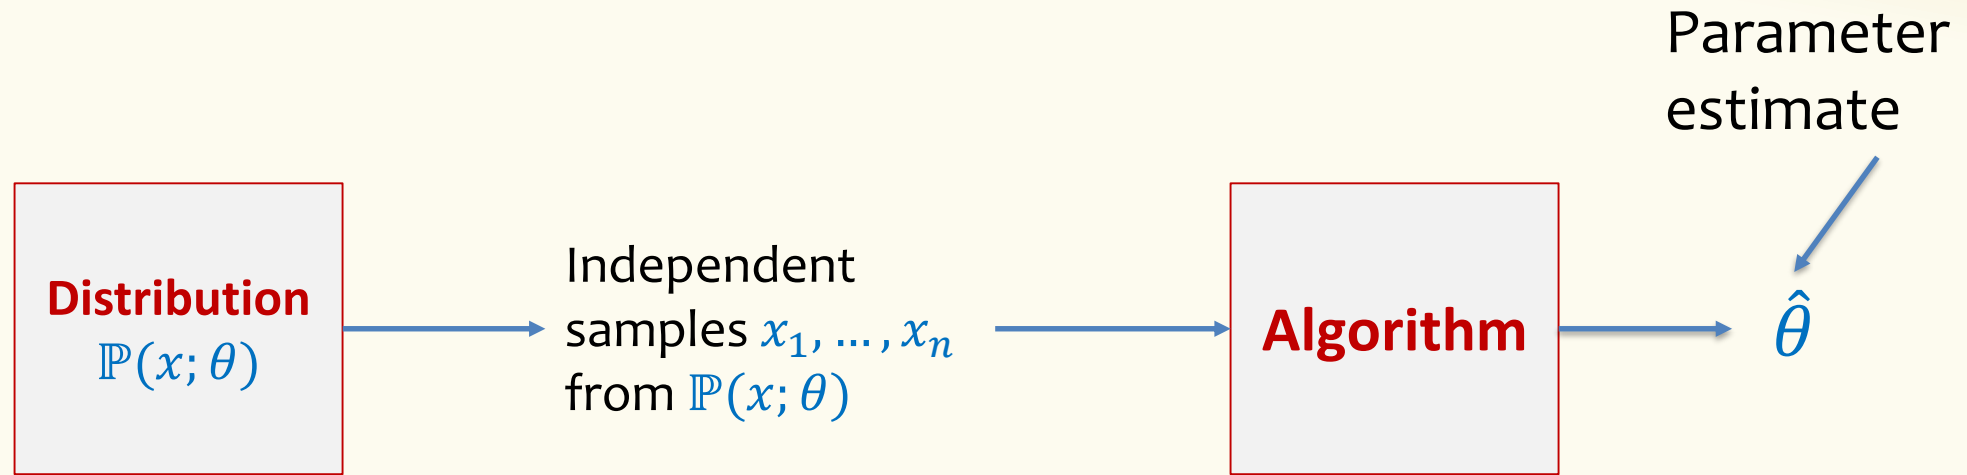 Parameter
estimate
Distribution
ℙ(x; θ)
Independent
samples x₁, … , xₙ
from ℙ(x; θ)
Algorithm
θ̂